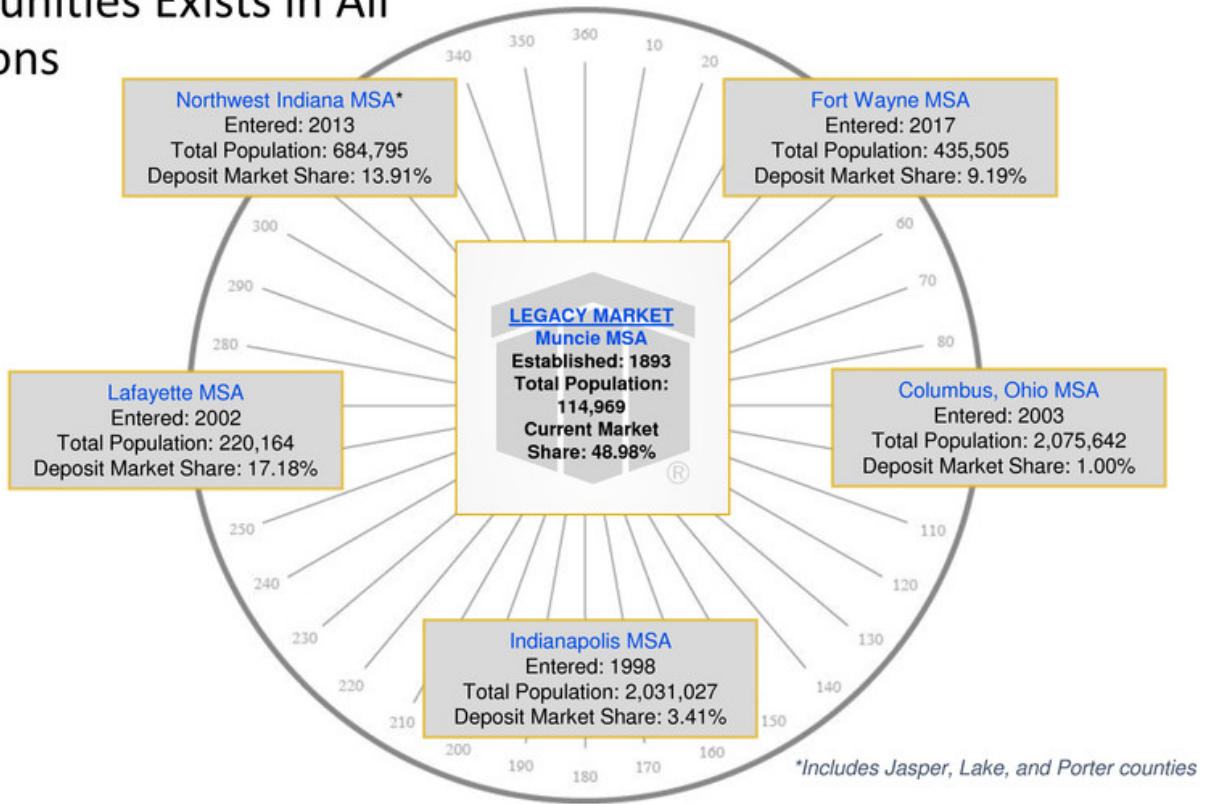 unities Exists in All
ons
340
350
360
10
20
Northwest Indiana MSA*
Entered: 2013
Total Population: 684,795
Deposit Market Share: 13.91%
Fort Wayne MSA
Entered: 2017
Total Population: 435,505
Deposit Market Share: 9.19%
300
60
290
70
280
80
LEGACY MARKET
Muncie MSA
Established: 1893
Total Population:
114,969
Current Market
Share: 48.98%
®
Lafayette MSA
Entered: 2002
Total Population: 220,164
Deposit Market Share: 17.18%
Columbus, Ohio MSA
Entered: 2003
Total Population: 2,075,642
Deposit Market Share: 1.00%
250
110
240
120
230
130
220
140
210
150
Indianapolis MSA
Entered: 1998
Total Population: 2,031,027
Deposit Market Share: 3.41%
200
190
180
170
160
*Includes Jasper, Lake, and Porter counties